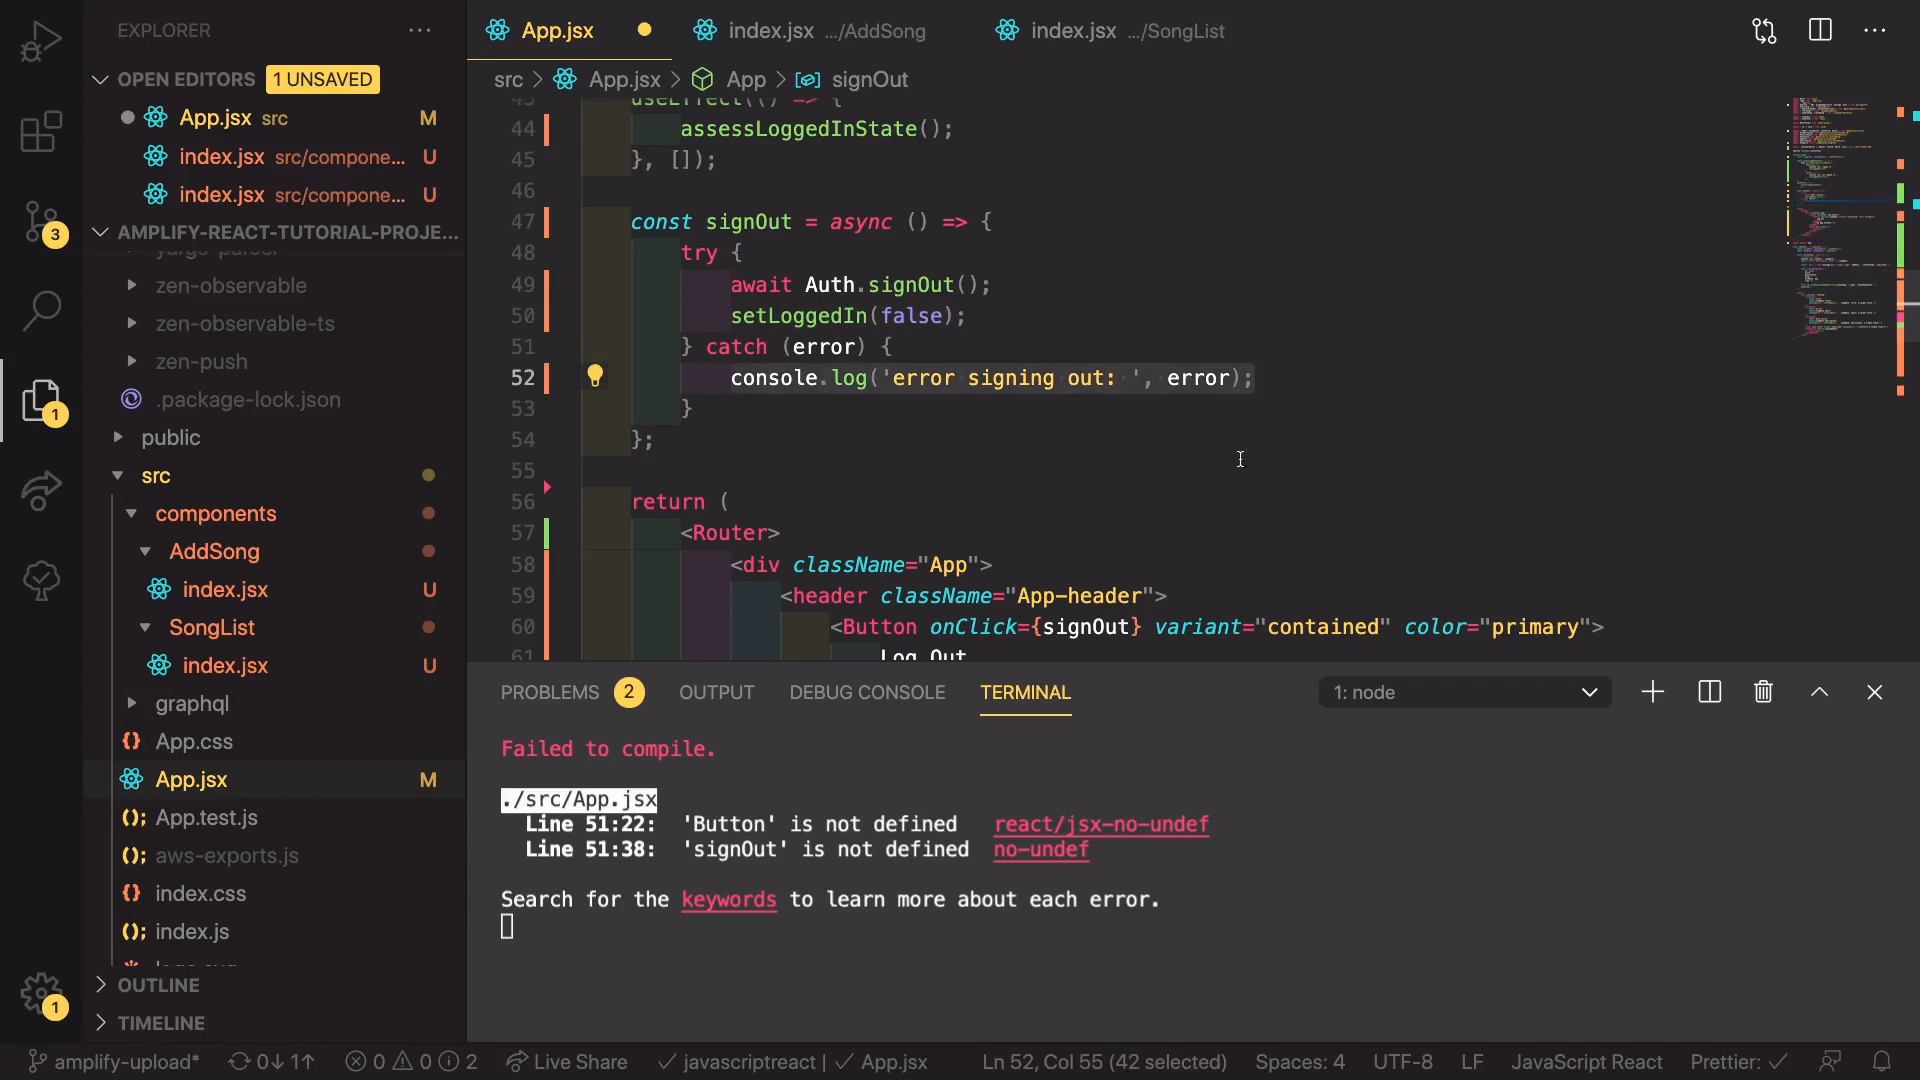 EXPLORER
OPEN EDITORS 1 UNSAVED
App.jsx src M
index.jsx src/compone... U
index.jsx src/compone... U
AMPLIFY-REACT-TUTORIAL-PROJE...
yargs-parser
zen-observable
zen-observable-ts
zen-push
.package-lock.json
public
src
components
AddSong
index.jsx U
SongList
index.jsx U
graphql
App.css
App.jsx M
App.test.js
aws-exports.js
index.css
index.js
OUTLINE
TIMELINE
3
1
1
App.jsx
index.jsx .../AddSong
index.jsx .../SongList
src > App.jsx > App > signOut
43 useEffect(() => {
44 assessLoggedInState();
45 }, []);
46
47 const signOut = async () => {
48 try {
49 await Auth.signOut();
50 setLoggedIn(false);
51 } catch (error) {
52 console.log('error signing out: ', error);
53 }
54 };
55
56 return (
57 <Router>
58 <div className="App">
59 <header className="App-header">
60 <Button onClick={signOut} variant="contained" color="primary">
61 Log Out
PROBLEMS 2 OUTPUT DEBUG CONSOLE TERMINAL 1: node
Failed to compile.
./src/App.jsx
Line 51:22: 'Button' is not defined react/jsx-no-undef
Line 51:38: 'signOut' is not defined no-undef
Search for the keywords to learn more about each error.
amplify-upload* 0↓ 1↑ 0 0 2 Live Share ✓ javascriptreact | ✓ App.jsx Ln 52, Col 55 (42 selected) Spaces: 4 UTF-8 LF JavaScript React Prettier: ✓